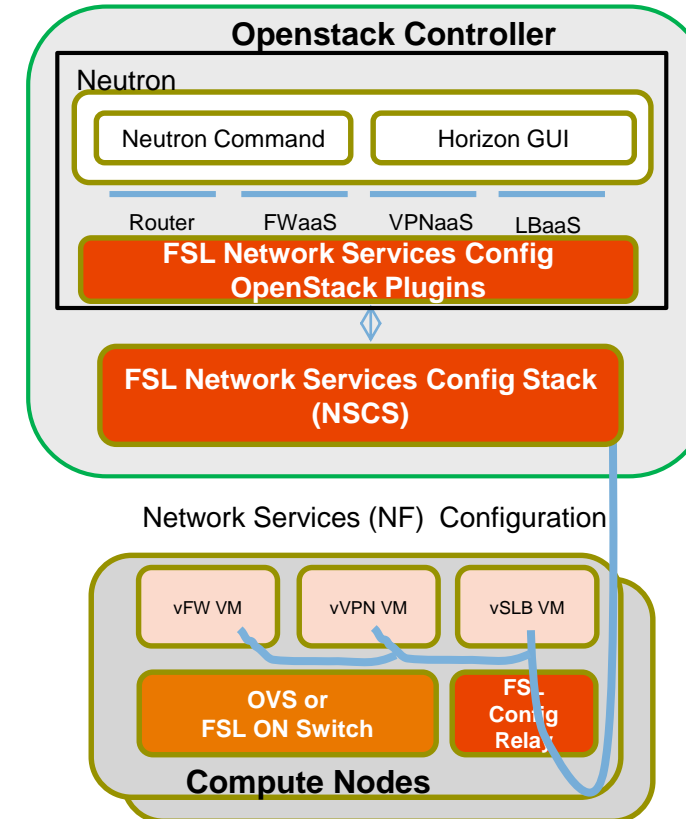 Openstack Controller
Neutron
Neutron Command
Horizon GUI
Router
FWaaS
VPNaaS
LBaaS
FSL Network Services Config
OpenStack Plugins
FSL Network Services Config Stack
(NSCS)
Network Services (NF) Configuration
vFW VM
vVPN VM
vSLB VM
OVS or
FSL ON Switch
FSL
Config
Relay
Compute Nodes